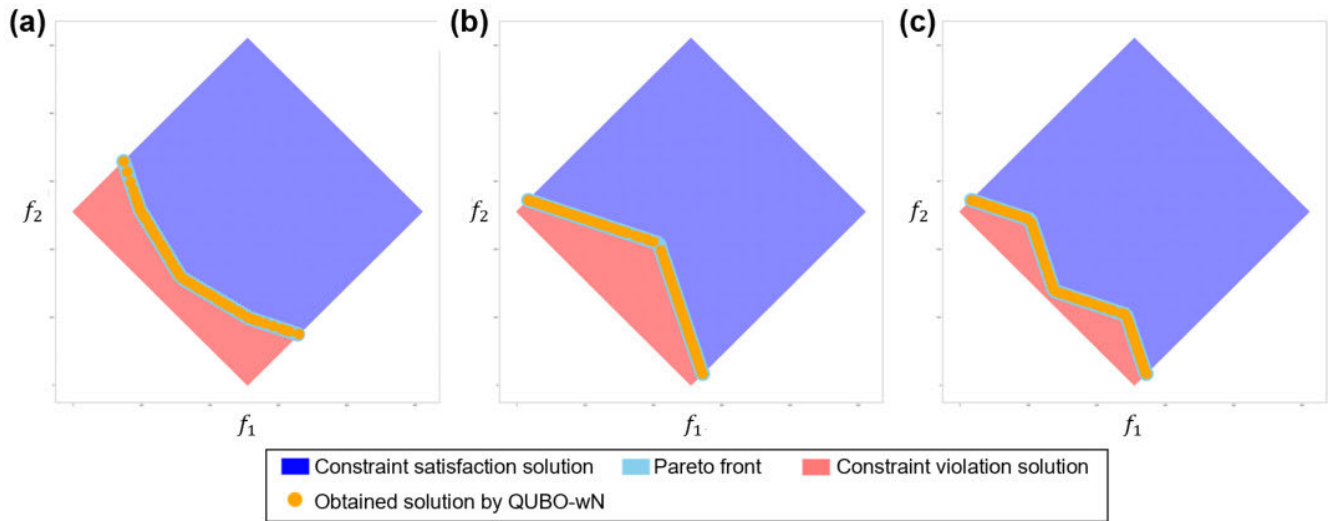 (a)
(b)
(c)
f₂
f₂
f₂
f₁
f₁
f₁
Constraint satisfaction solution
Pareto front
Constraint violation solution
Obtained solution by QUBO-wN